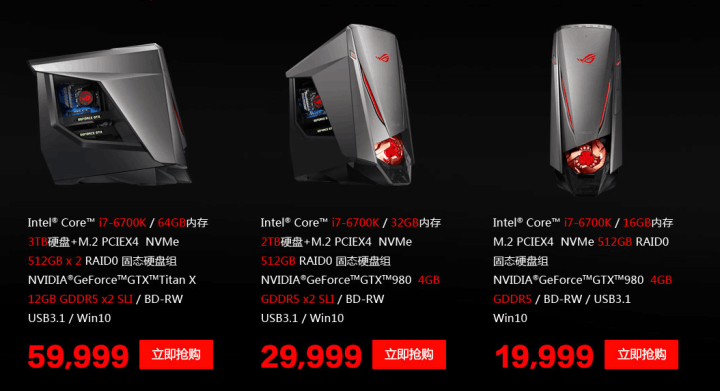 GEFORCE GTX
GEFORCE GTX
Intel® Core™ i7-6700K / 64GB内存
3TB硬盘+M.2 PCIEX4 NVMe
512GB x 2 RAID0 固态硬盘组
NVIDIA®GeForce™GTX™Titan X
12GB GDDR5 x2 SLI / BD-RW
USB3.1 / Win10
59,999 立即抢购
Intel® Core™ i7-6700K / 32GB内存
2TB硬盘+M.2 PCIEX4 NVMe
512GB RAID0 固态硬盘组
NVIDIA®GeForce™GTX™980 4GB
GDDR5 x2 SLI / BD-RW
USB3.1 / Win10
29,999 立即抢购
Intel® Core™ i7-6700K / 16GB内存
M.2 PCIEX4 NVMe 512GB RAID0
固态硬盘组
NVIDIA®GeForce™GTX™980 4GB
GDDR5 / BD-RW / USB3.1
Win10
19,999 立即抢购